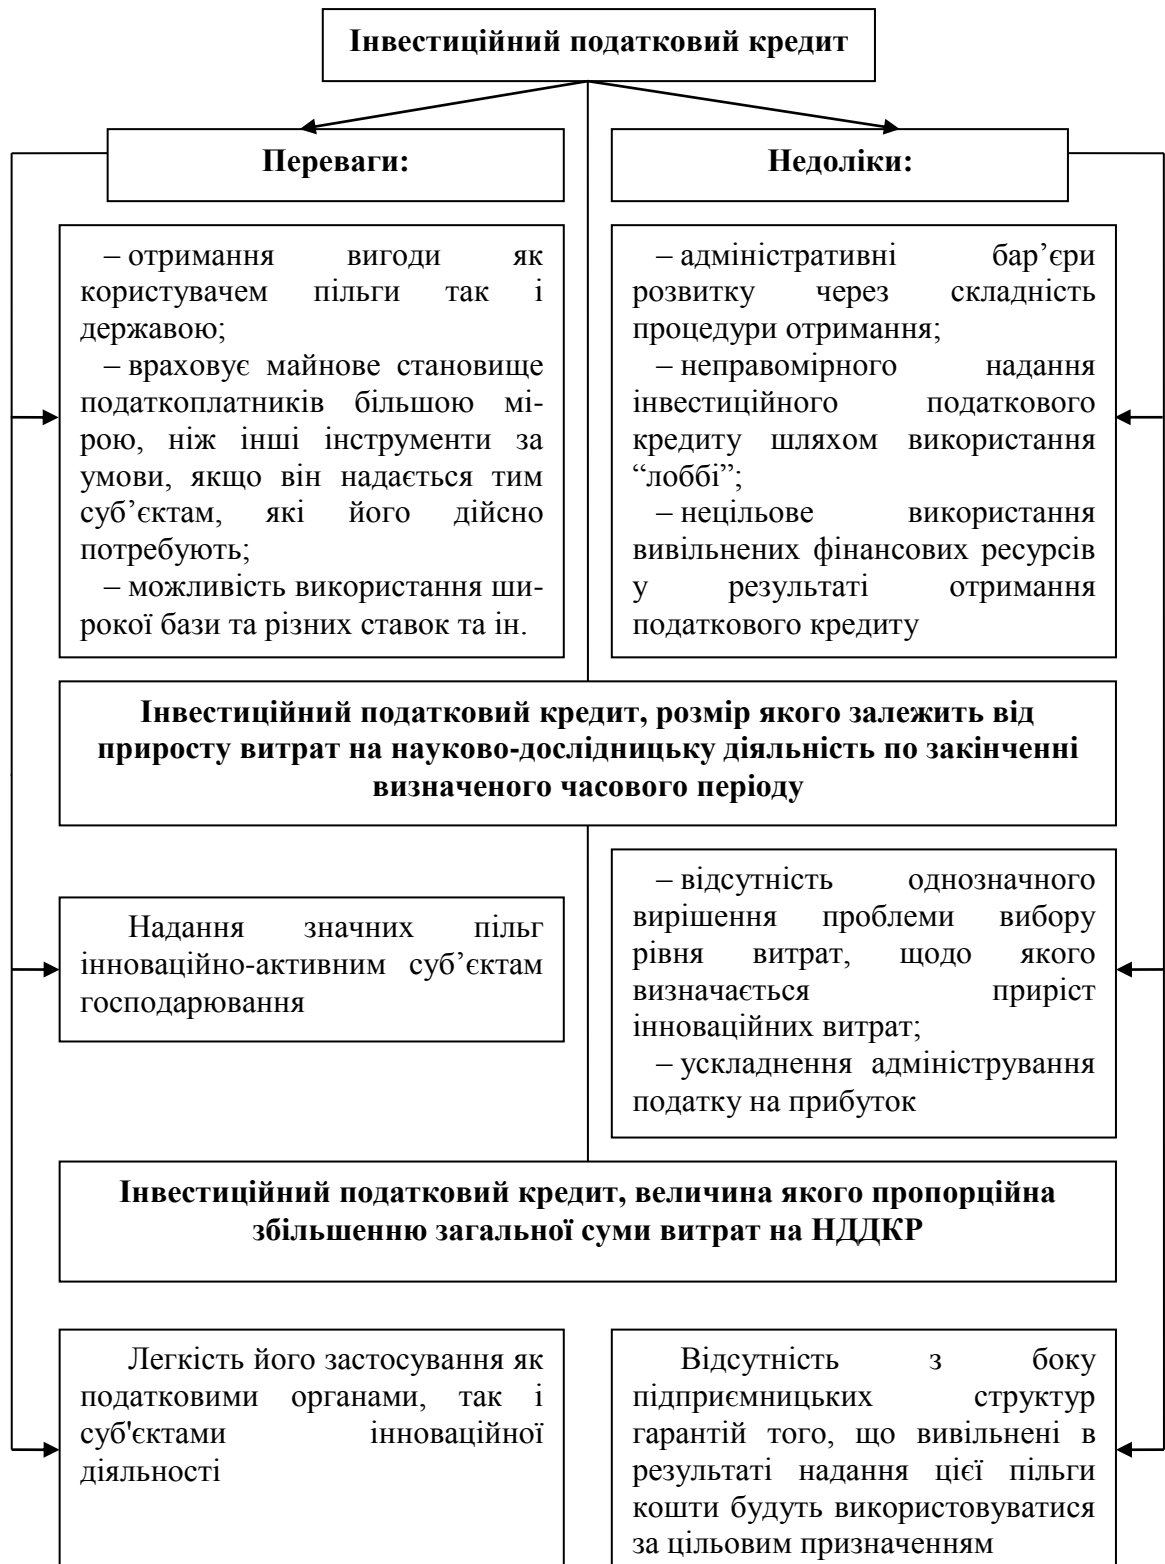 Інвестиційний податковий кредит
Переваги:
Недоліки:
– отримання вигоди як
користувачем пільги так і
державою;
– враховує майнове становище
податкоплатників більшою мі-
рою, ніж інші інструменти за
умови, якщо він надається тим
суб’єктам, які його дійсно
потребують;
– можливість використання ши-
рокої бази та різних ставок та ін.
– адміністративні бар’єри
розвитку через складність
процедури отримання;
– неправомірного надання
інвестиційного податкового
кредиту шляхом використання
“лоббі”;
– нецільове використання
вивільнених фінансових ресурсів
у результаті отримання
податкового кредиту
Інвестиційний податковий кредит, розмір якого залежить від
приросту витрат на науково-дослідницьку діяльність по закінченні
визначеного часового періоду
Надання значних пільг
інноваційно-активним суб’єктам
господарювання
– відсутність однозначного
вирішення проблеми вибору
рівня витрат, щодо якого
визначається приріст
інноваційних витрат;
– ускладнення адміністрування
податку на прибуток
Інвестиційний податковий кредит, величина якого пропорційна
збільшенню загальної суми витрат на НДДКР
Легкість його застосування як
податковими органами, так і
суб'єктами інноваційної
діяльності
Відсутність з боку
підприємницьких структур
гарантій того, що вивільнені в
результаті надання цієї пільги
кошти будуть використовуватися
за цільовим призначенням